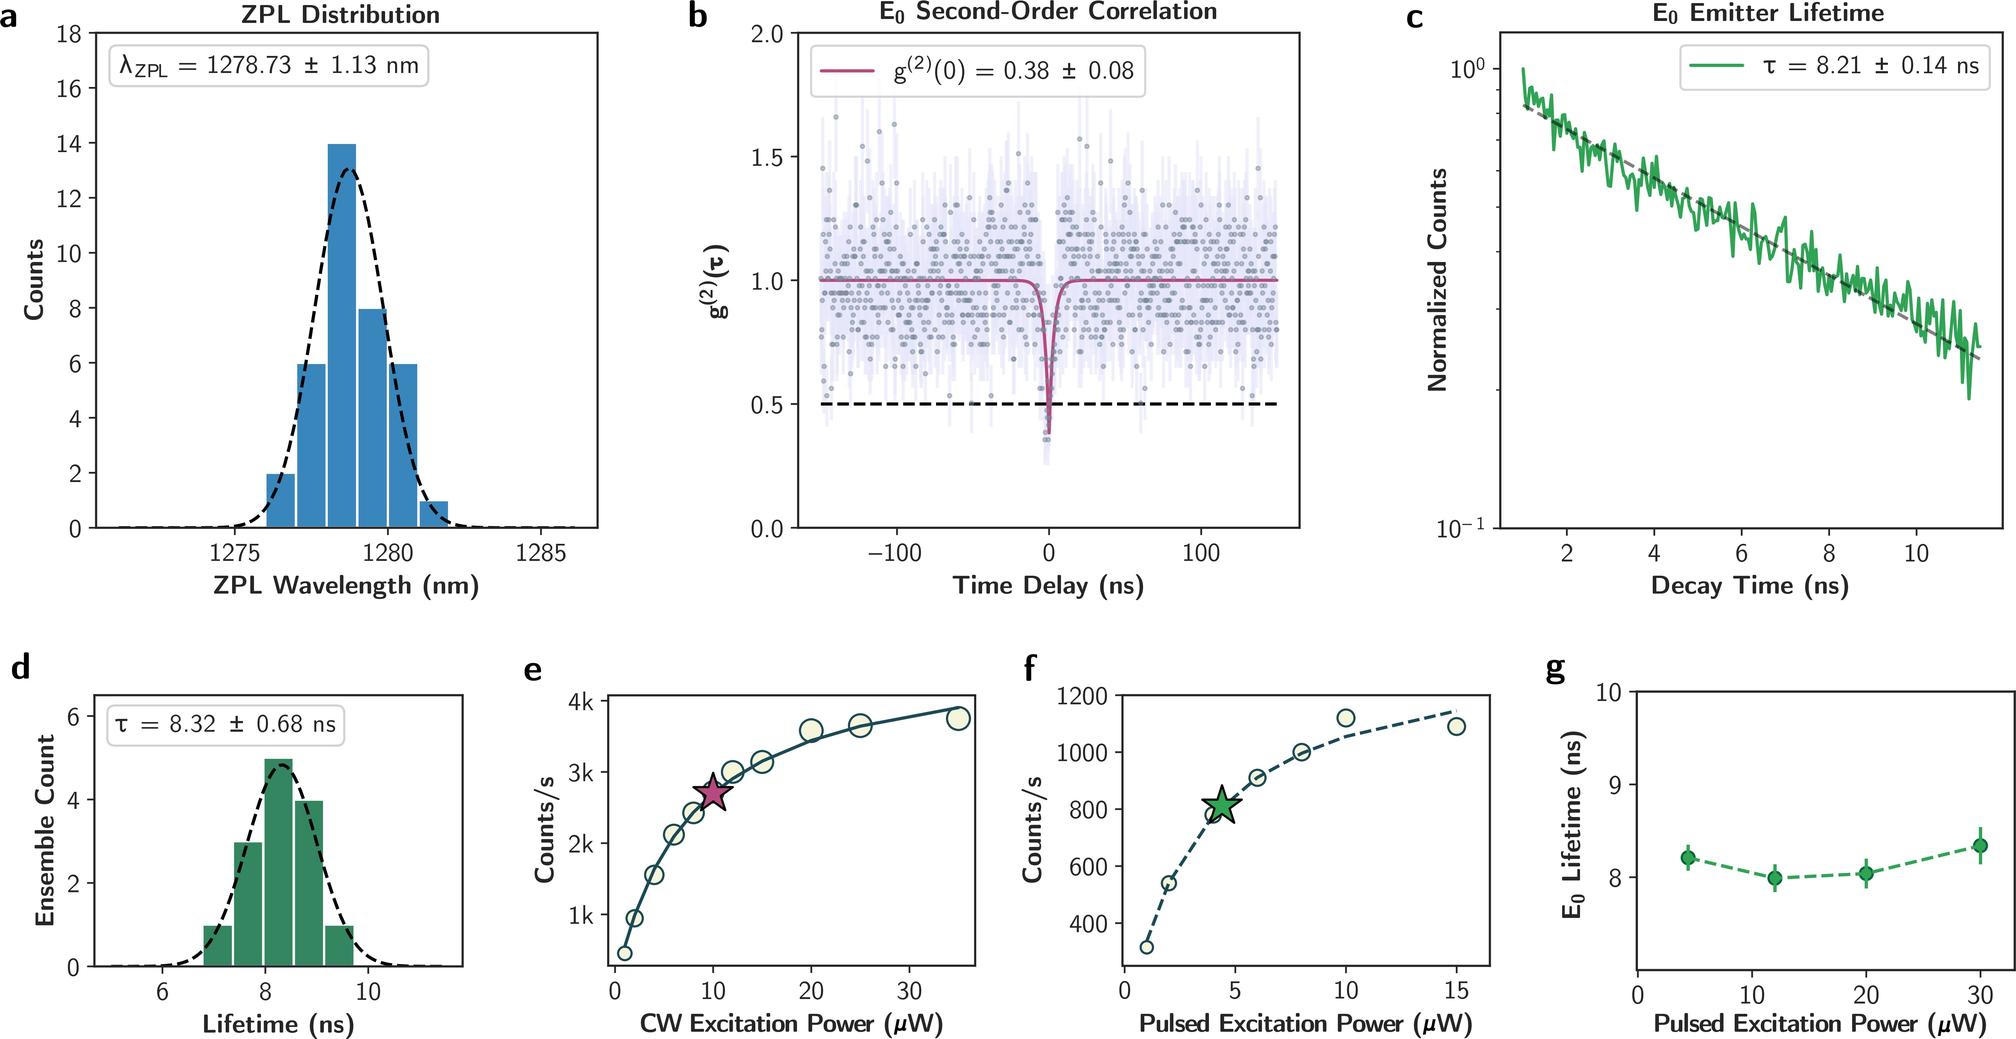 a
ZPL Distribution
λZPL = 1278.73 ± 1.13 nm
18
16
14
12
10
8
6
4
2
0
Counts
1275 1280 1285
ZPL Wavelength (nm)
b
E₀ Second-Order Correlation
g⁽²⁾(0) = 0.38 ± 0.08
2.0
1.5
1.0
0.5
0.0
g⁽²⁾(τ)
−100 0 100
Time Delay (ns)
c
E₀ Emitter Lifetime
τ = 8.21 ± 0.14 ns
10⁰
10⁻¹
Normalized Counts
2 4 6 8 10
Decay Time (ns)
d
τ = 8.32 ± 0.68 ns
6
4
2
0
Ensemble Count
6 8 10
Lifetime (ns)
e
4k
3k
2k
1k
Counts/s
0 10 20 30
CW Excitation Power (μW)
f
1200
1000
800
600
400
Counts/s
0 5 10 15
Pulsed Excitation Power (μW)
g
10
9
8
E₀ Lifetime (ns)
0 10 20 30
Pulsed Excitation Power (μW)